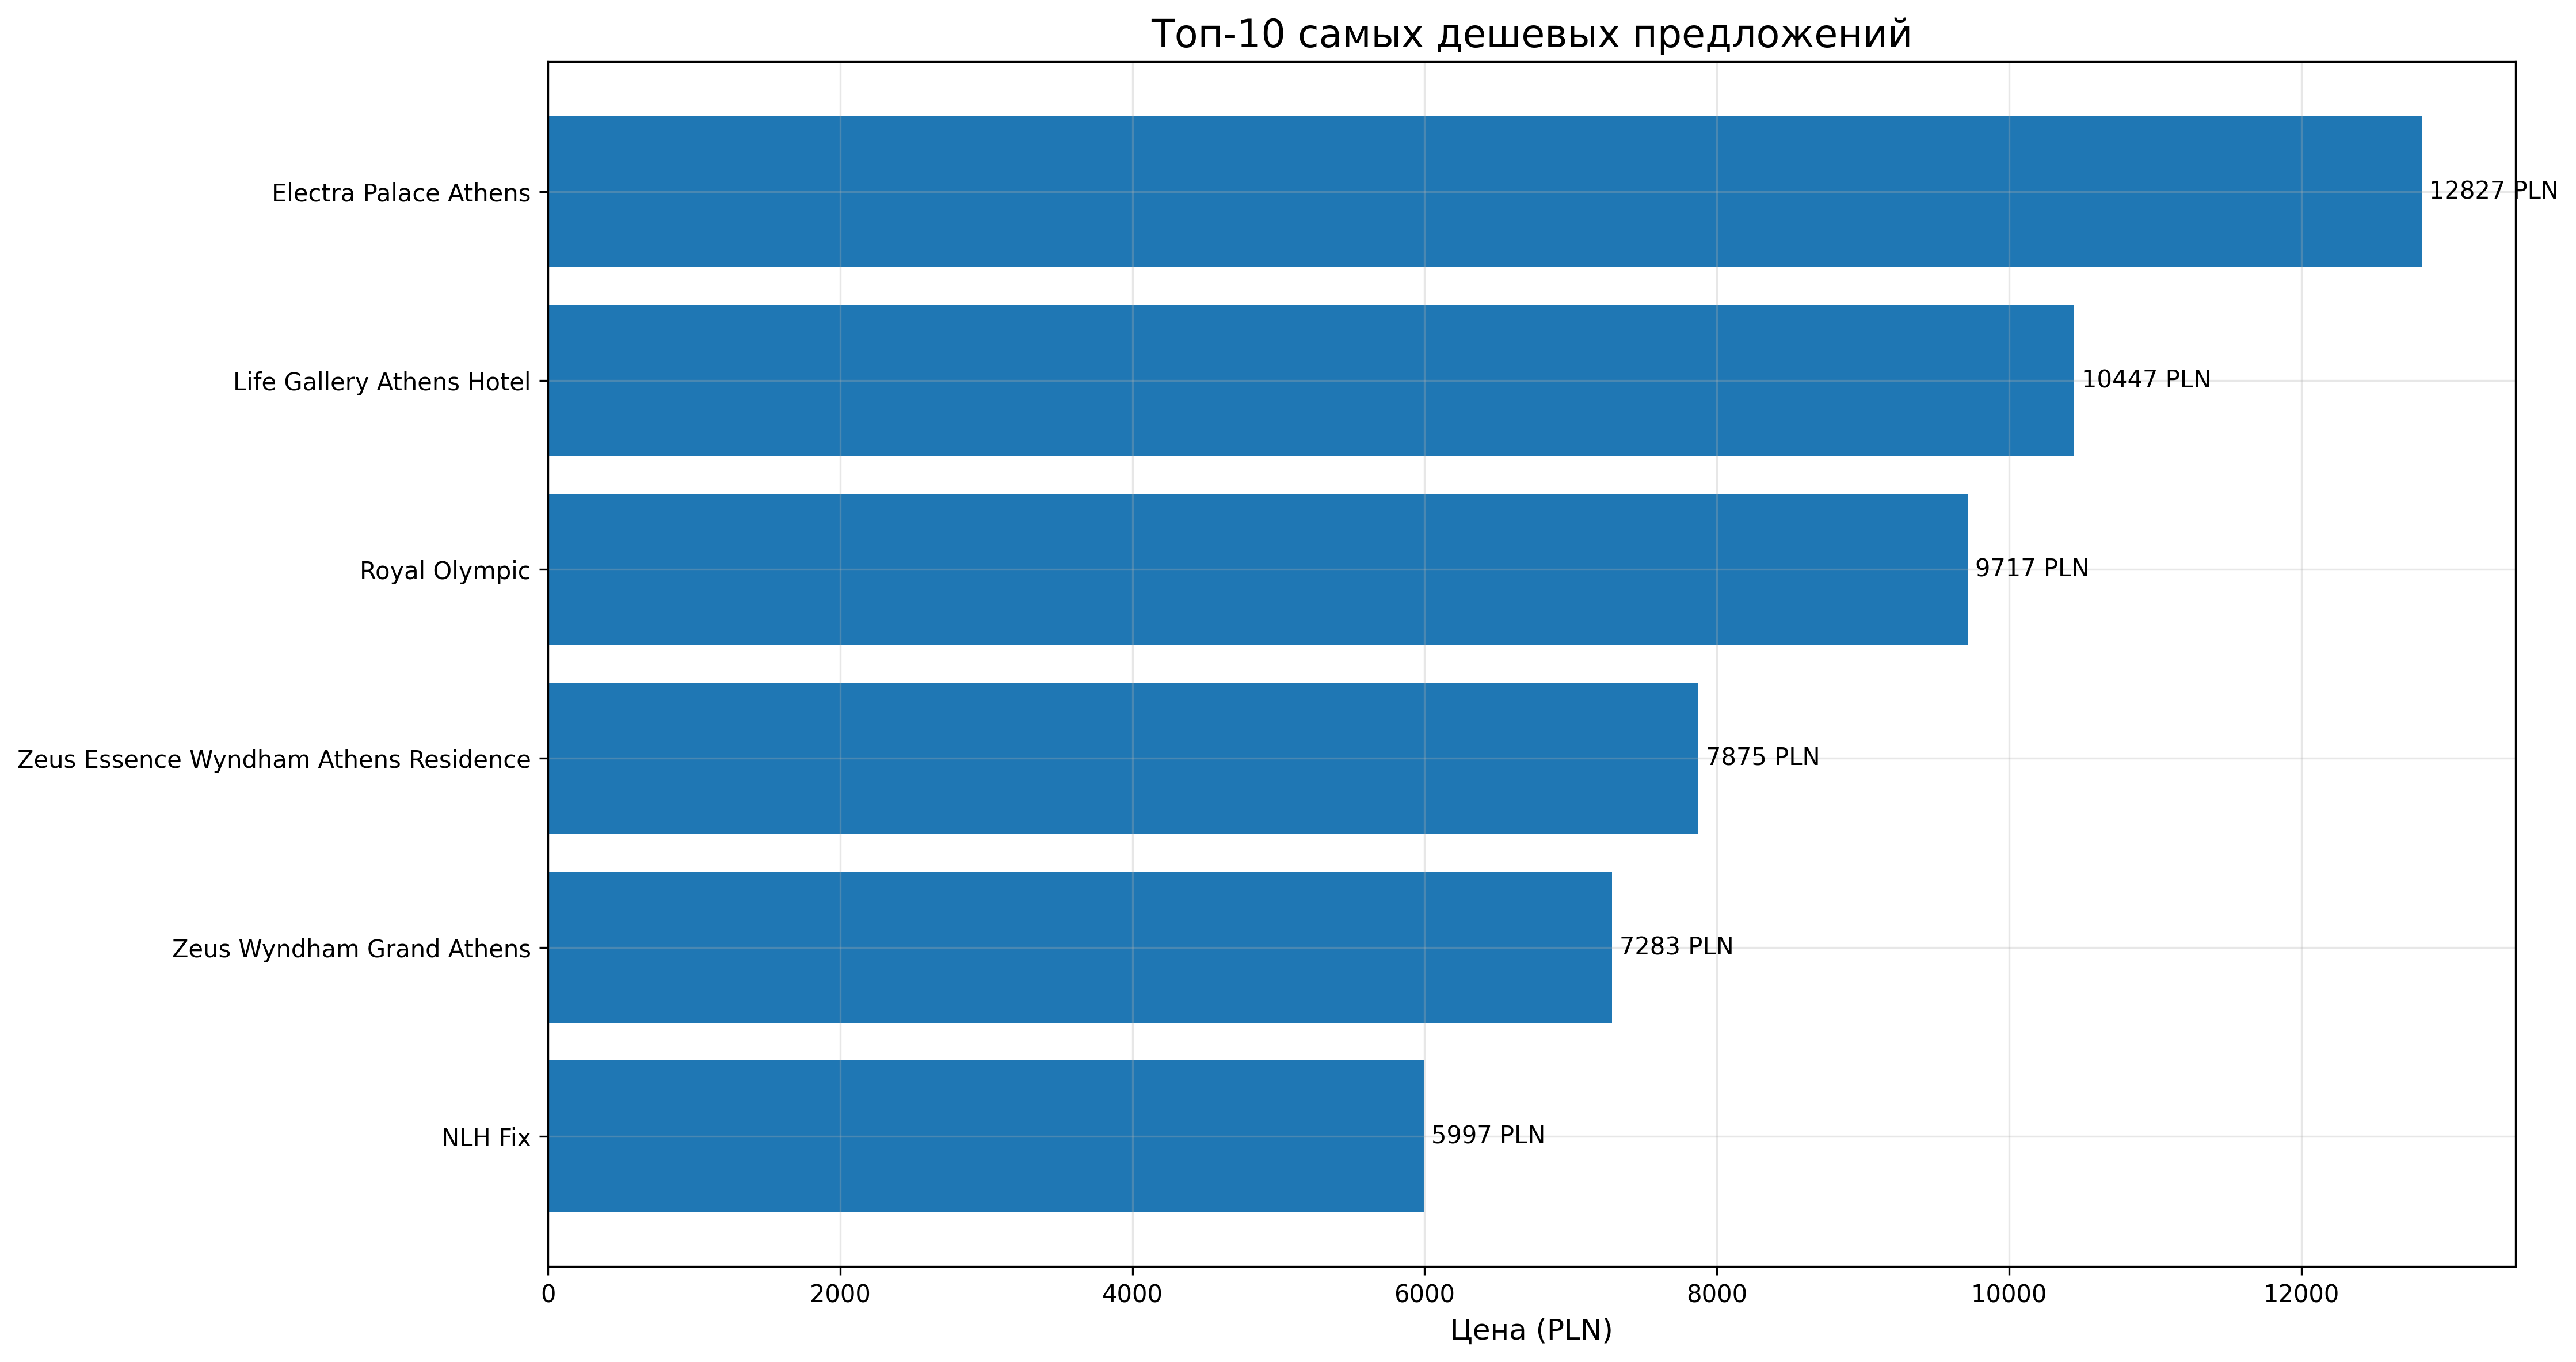 Топ-10 самых дешевых предложений
Electra Palace Athens
12827 PLN
Life Gallery Athens Hotel
10447 PLN
Royal Olympic
9717 PLN
Zeus Essence Wyndham Athens Residence
7875 PLN
Zeus Wyndham Grand Athens
7283 PLN
NLH Fix
5997 PLN
0 2000 4000 6000 8000 10000 12000
Цена (PLN)